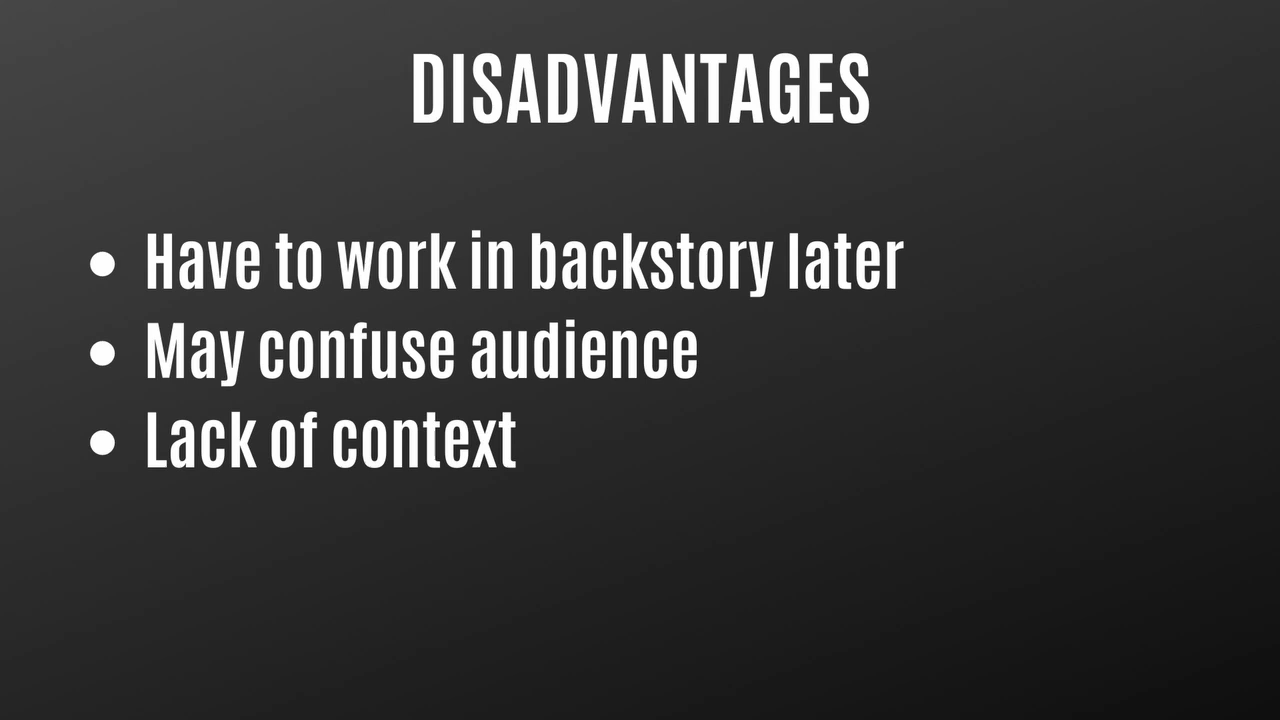 DISADVANTAGES
• Have to work in backstory later
• May confuse audience
• Lack of context